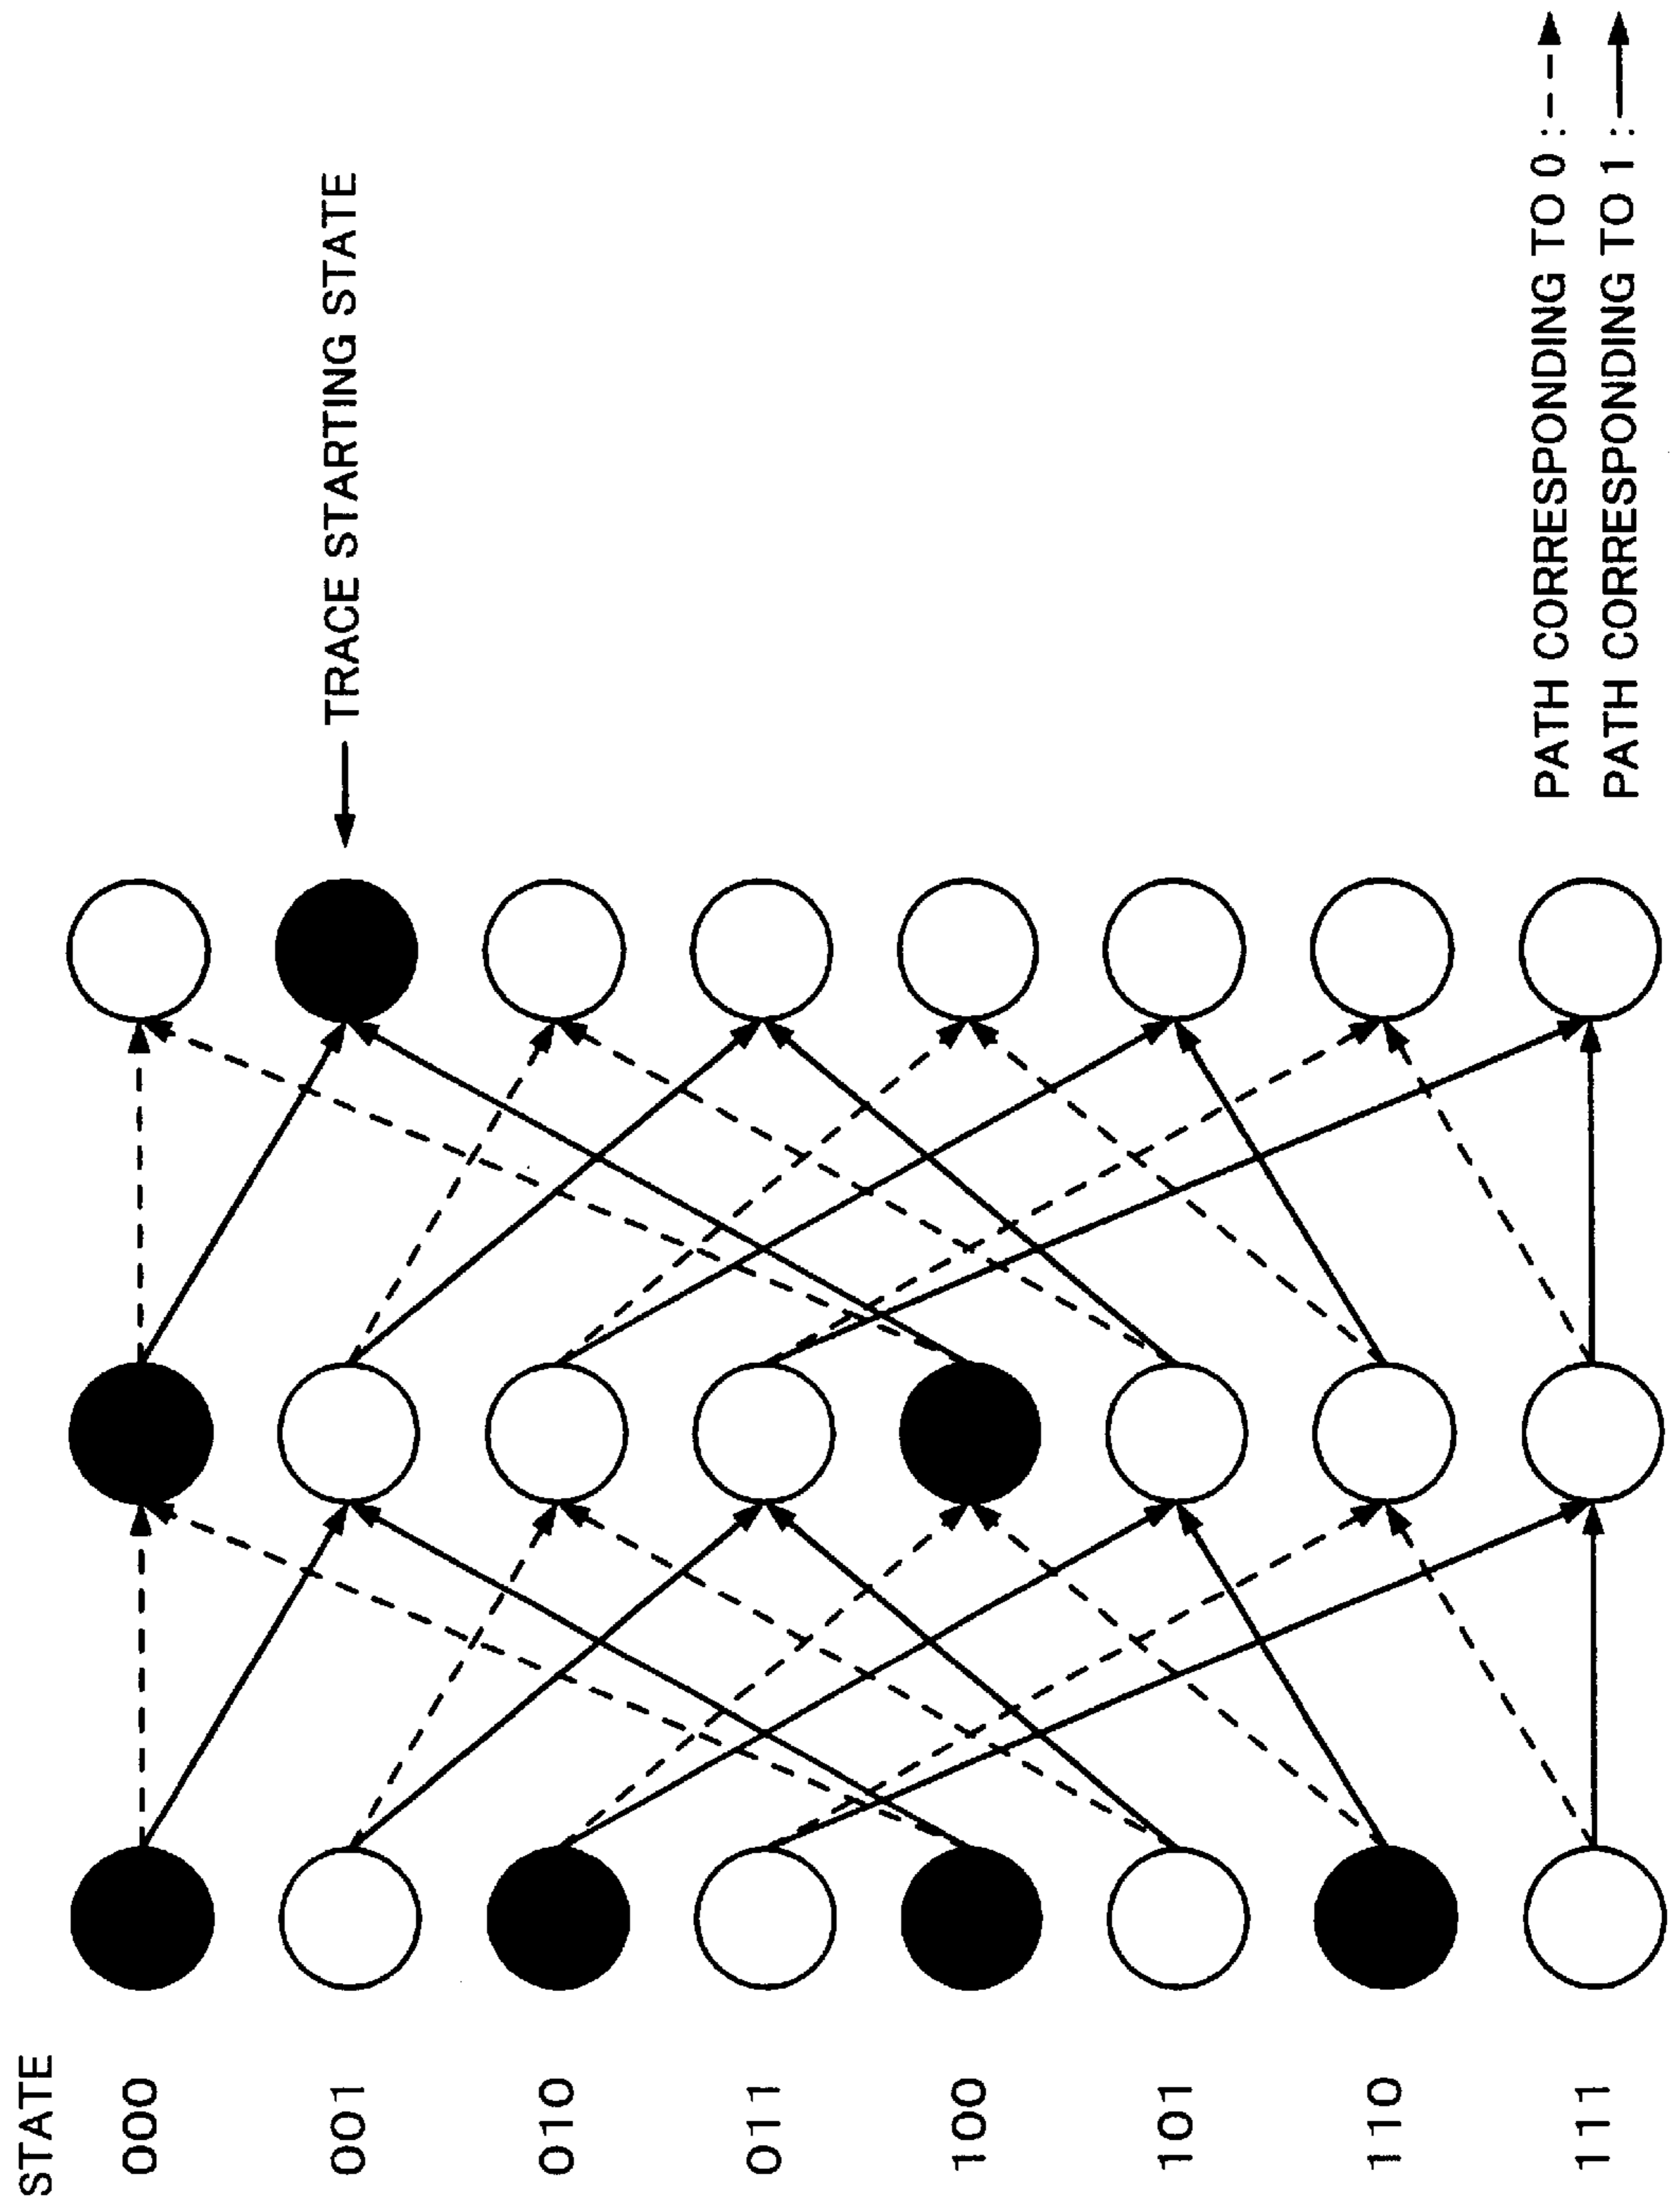 STATE
000
001
010
011
100
101
110
111
TRACE STARTING STATE
PATH CORRESPONDING TO 0 :
PATH CORRESPONDING TO 1 :